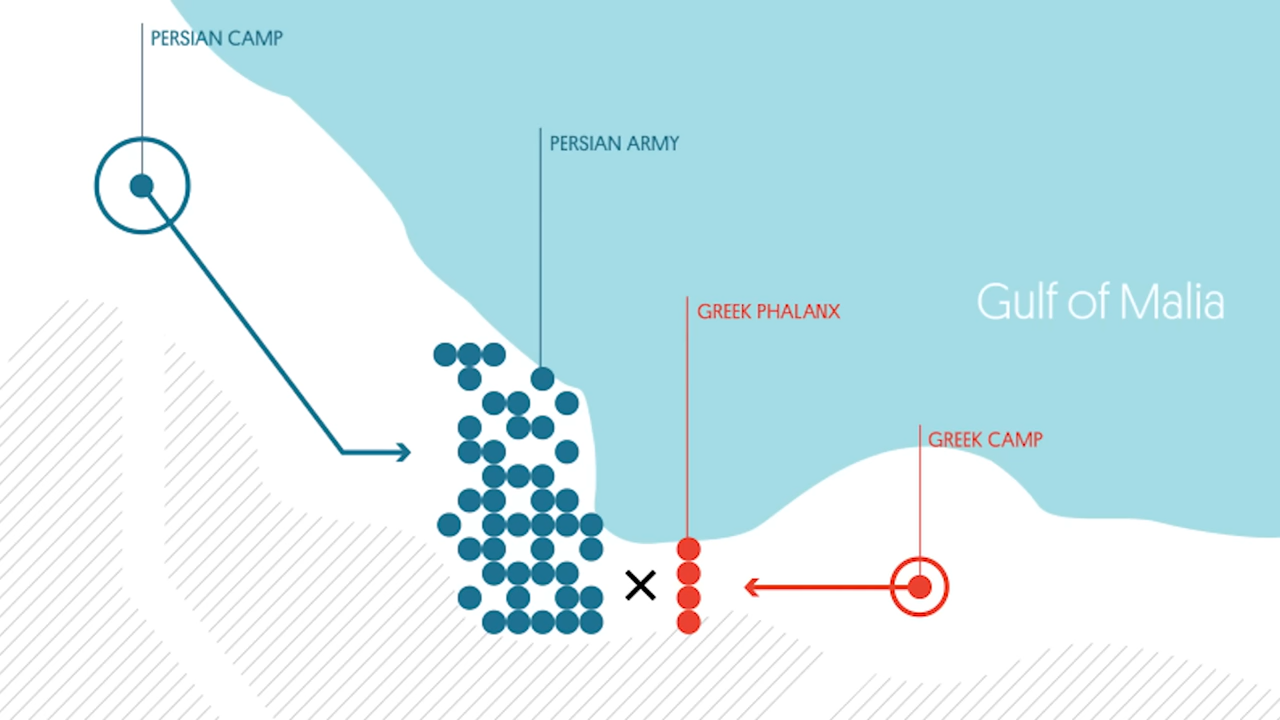 PERSIAN CAMP
PERSIAN ARMY
Gulf of Malia
GREEK PHALANX
GREEK CAMP